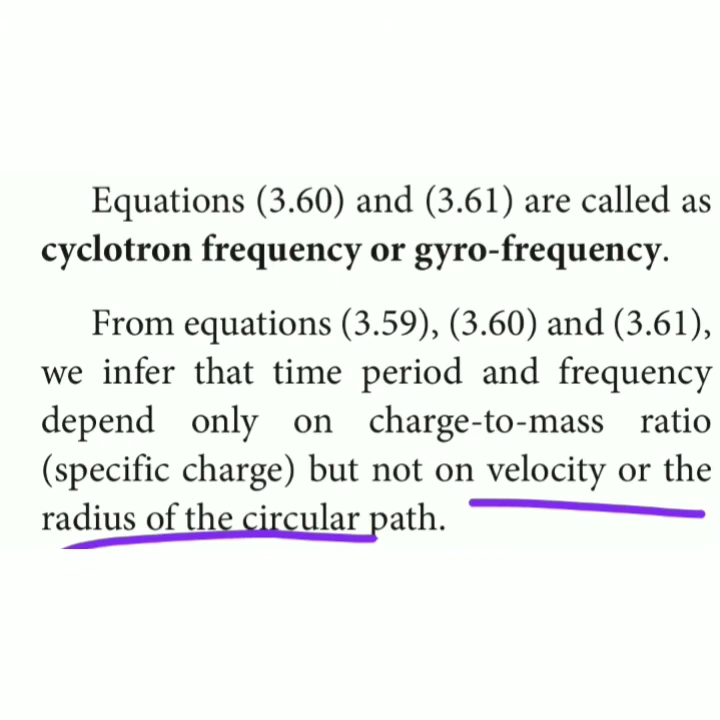 Equations (3.60) and (3.61) are called as
cyclotron frequency or gyro-frequency.
From equations (3.59), (3.60) and (3.61),
we infer that time period and frequency
depend only on charge-to-mass ratio
(specific charge) but not on velocity or the
radius of the circular path.